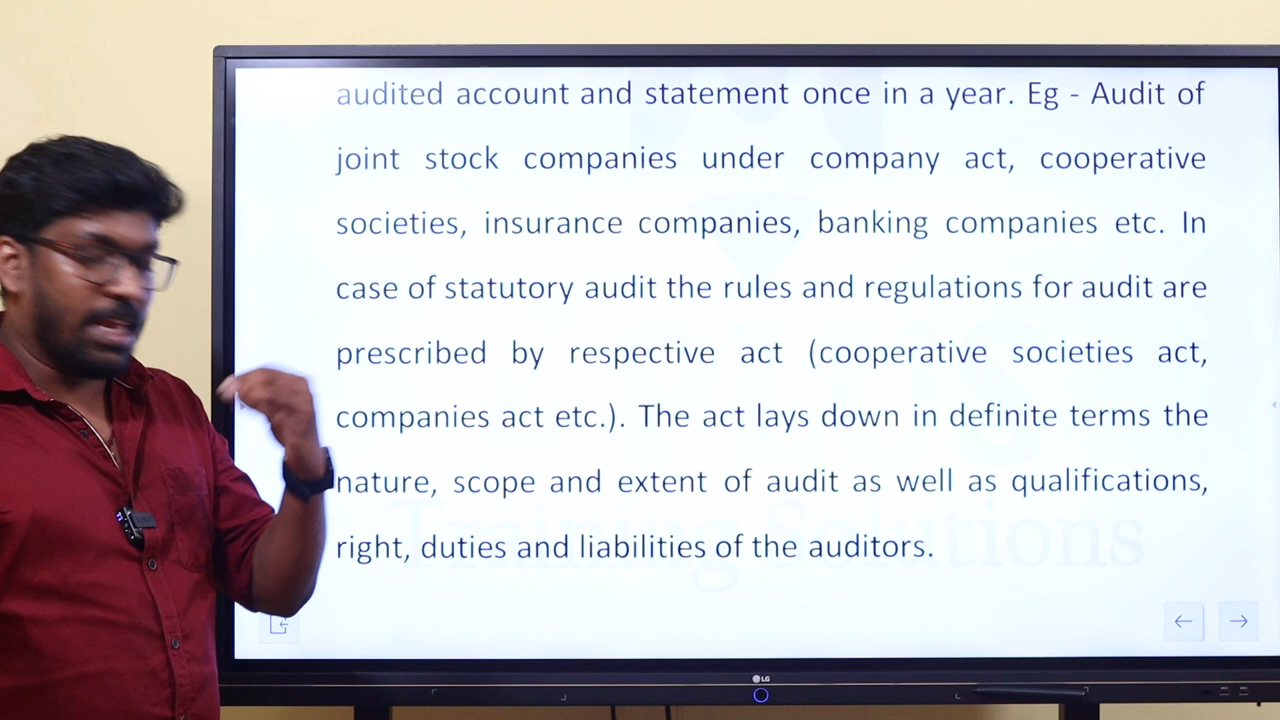 audited account and statement once in a year. Eg - Audit of
joint stock companies under company act, cooperative
societies, insurance companies, banking companies etc. In
case of statutory audit the rules and regulations for audit are
prescribed by respective act (cooperative societies act,
companies act etc.). The act lays down in definite terms the
nature, scope and extent of audit as well as qualifications,
right, duties and liabilities of the auditors.
Training Solutions
LG